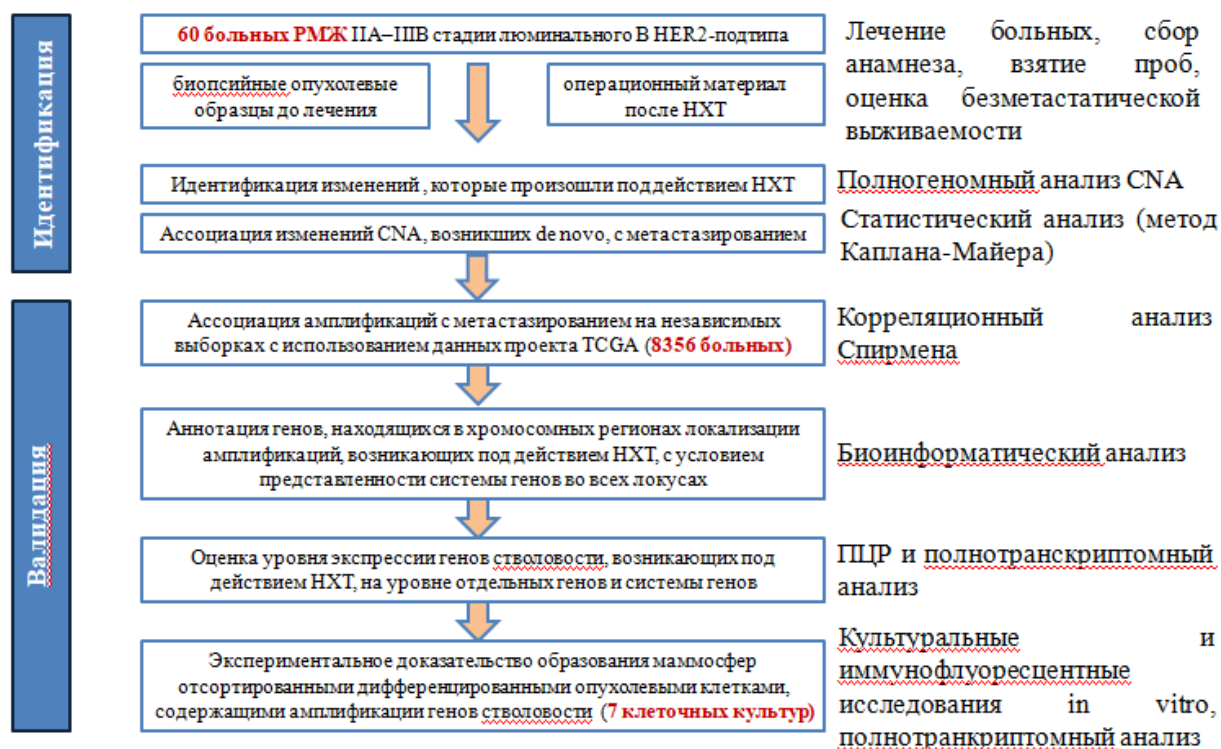 Идентификация
60 больных РМЖ IIA–IIIB стадии люминального В HER2-подтипа
биопсийные опухолевые
образцы до лечения
операционный материал
после НХТ
Лечение больных, сбор
анамнеза, взятие проб,
оценка безметастатической
выживаемости
Идентификация изменений , которые произошли под действием НХТ
Полногеномный анализ CNA
Ассоциация изменений CNA, возникших de novo, с метастазированием
Статистический анализ (метод
Каплана-Майера)
Валидация
Ассоциация амплификаций с метастазированием на независимых
выборках с использованием данных проекта TCGA (8356 больных)
Корреляционный анализ
Спирмена
Аннотация генов, находящихся в хромосомных регионах локализации
амплификаций, возникающих под действием НХТ, с условием
представленности системы генов во всех локусах
Биоинформатический анализ
Оценка уровня экспрессии генов стволовости, возникающих под
действием НХТ, на уровне отдельных генов и системы генов
ПЦР и полнотранскриптомный
анализ
Экспериментальное доказательство образования маммосфер
отсортированными дифференцированными опухолевыми клетками,
содержащими амплификации генов стволовости (7 клеточных культур)
Культуральные и
иммунофлуоресцентные
исследования in vitro,
полнотранкриптомный анализ